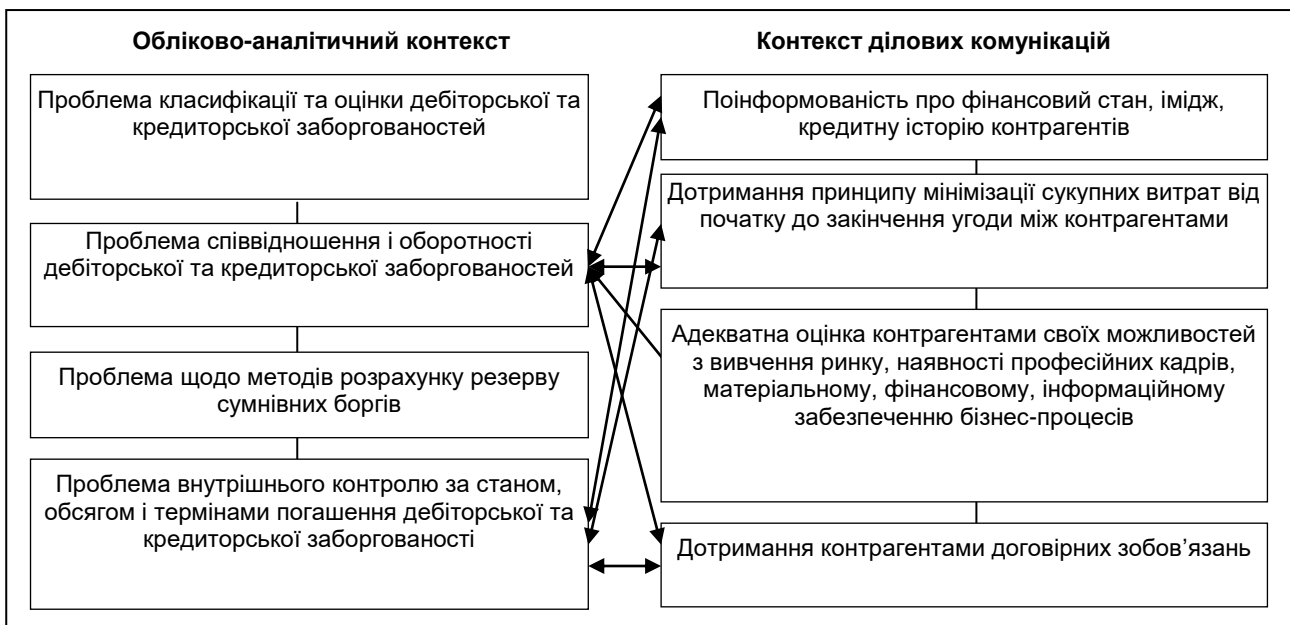 Обліково-аналітичний контекст
Проблема класифікації та оцінки дебіторської та
кредиторської заборгованостей
Проблема співвідношення і оборотності
дебіторської та кредиторської заборгованостей
Проблема щодо методів розрахунку резерву
сумнівних боргів
Проблема внутрішнього контролю за станом,
обсягом і термінами погашення дебіторської та
кредиторської заборгованості
Контекст ділових комунікацій
Поінформованість про фінансовий стан, імідж,
кредитну історію контрагентів
Дотримання принципу мінімізації сукупних витрат від
початку до закінчення угоди між контрагентами
Адекватна оцінка контрагентами своїх можливостей
з вивчення ринку, наявності професійних кадрів,
матеріальному, фінансовому, інформаційному
забезпеченню бізнес-процесів
Дотримання контрагентами договірних зобов’язань